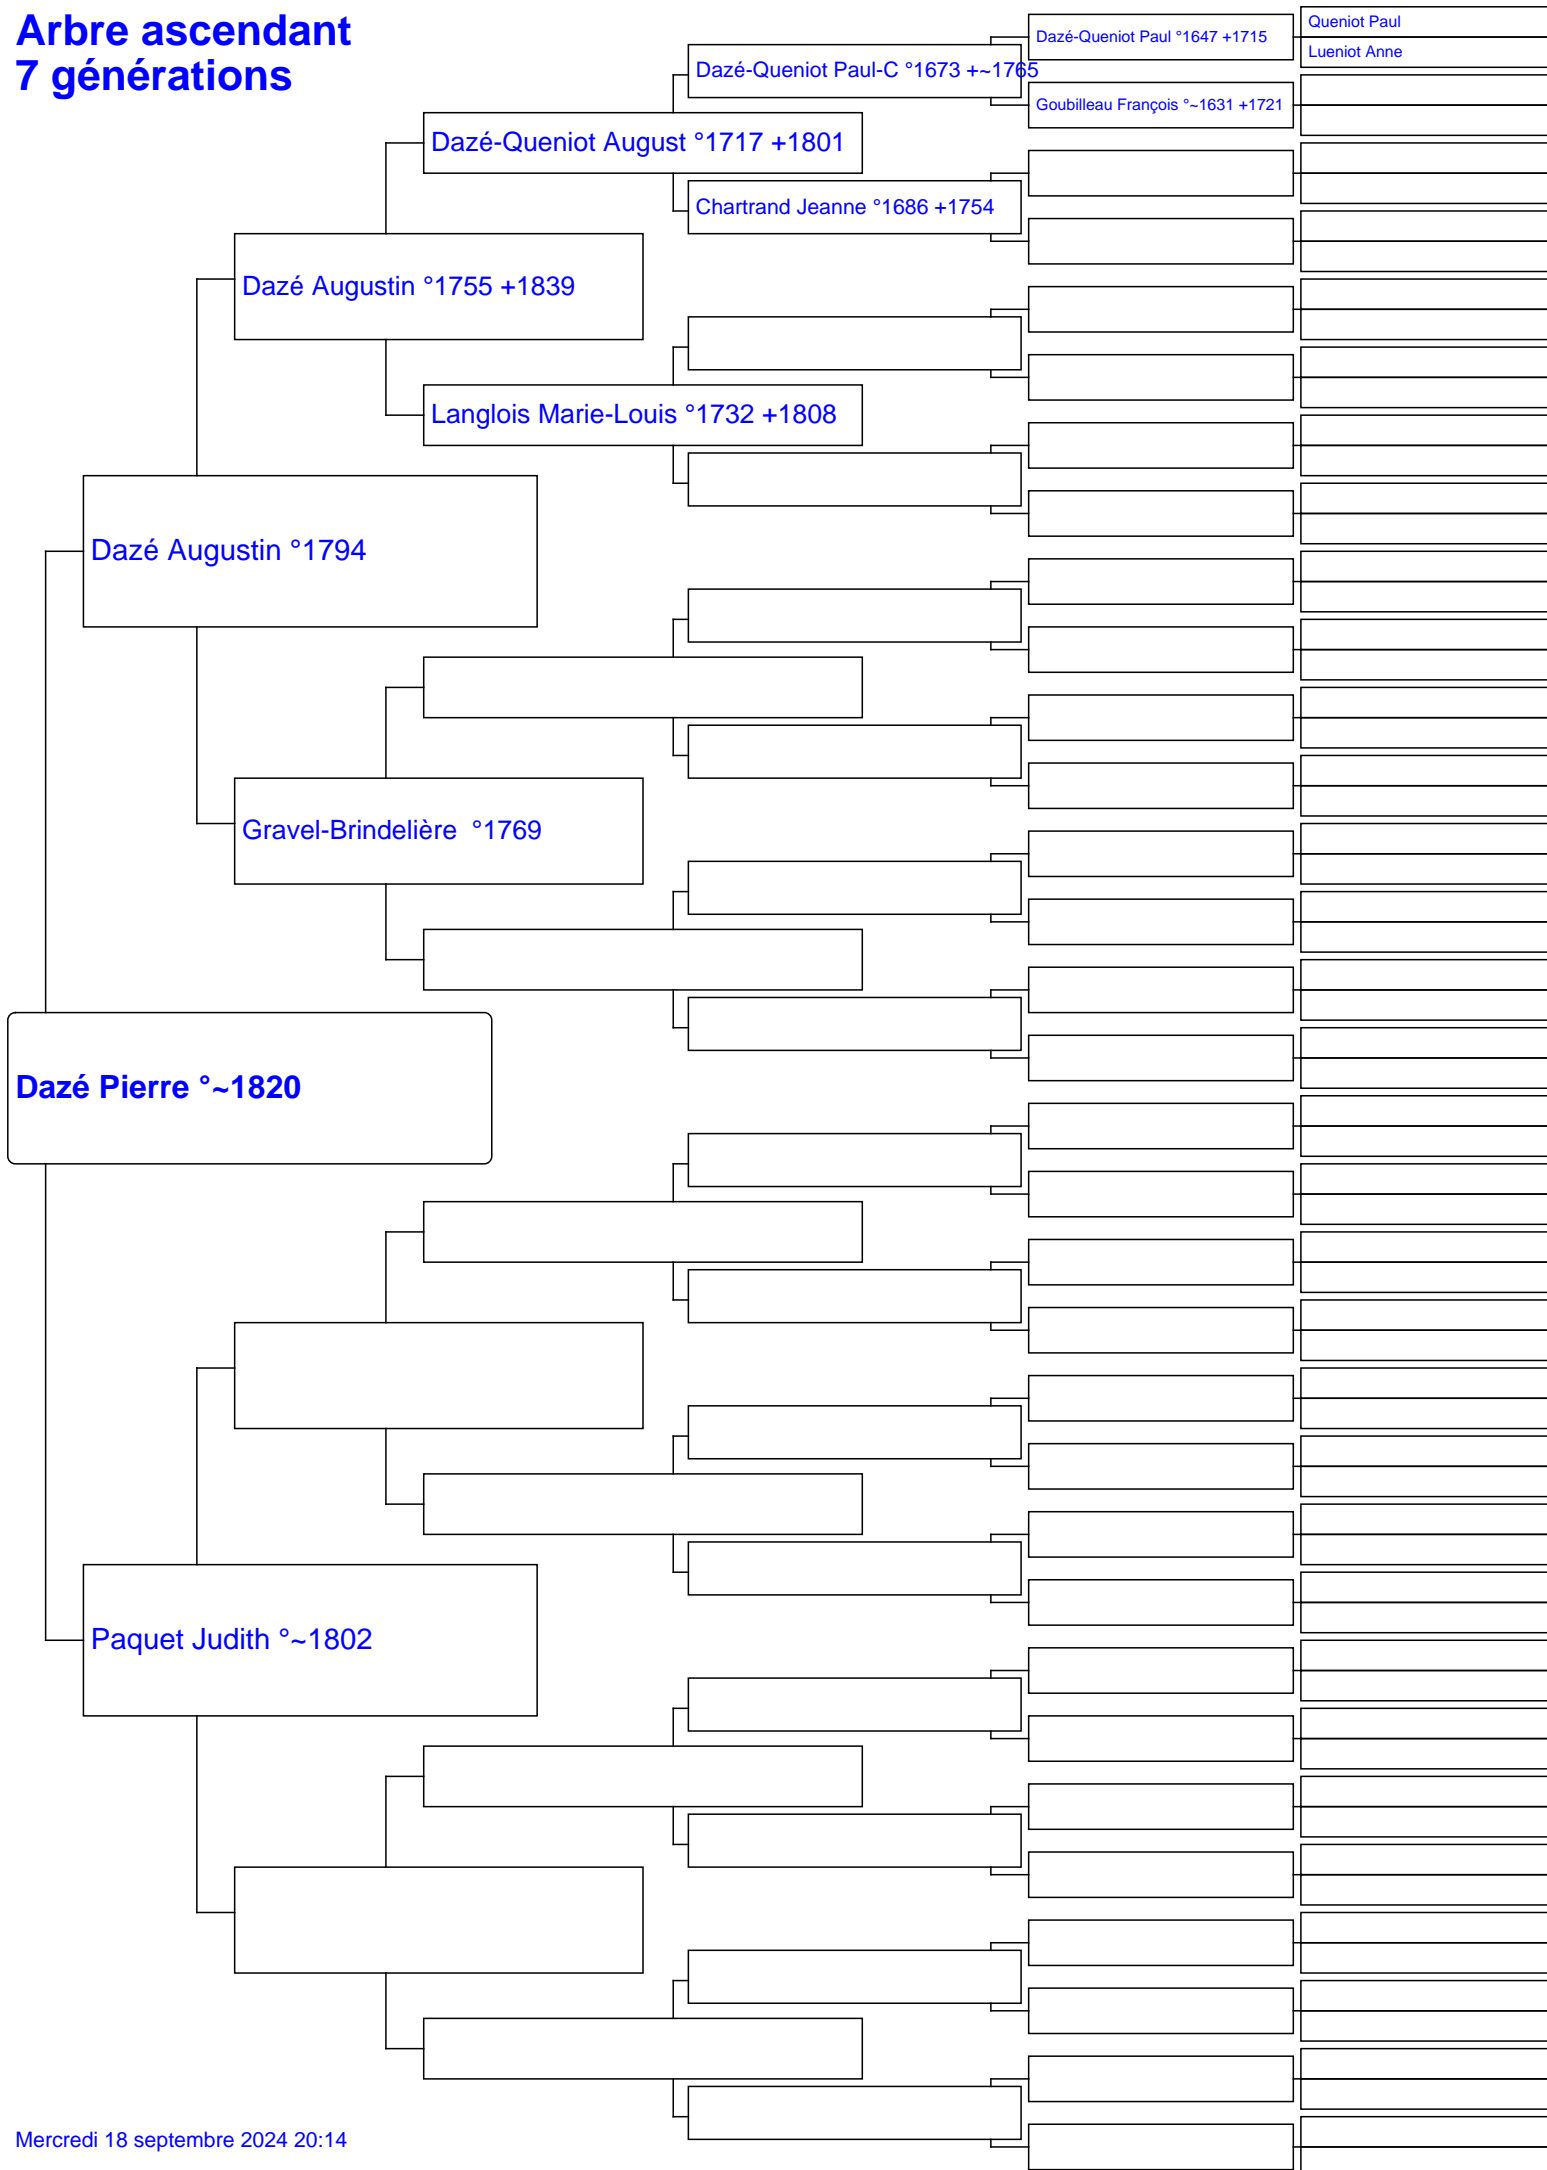 Arbre ascendant
7 générations
Queniot Paul
Dazé-Queniot Paul °1647 +1715
Lueniot Anne
Dazé-Queniot Paul-C °1673 +~1765
Goubilleau François °~1631 +1721
Dazé-Queniot August °1717 +1801
Chartrand Jeanne °1686 +1754
Dazé Augustin °1755 +1839
Langlois Marie-Louis °1732 +1808
Dazé Augustin °1794
Gravel-Brindelière  °1769
Dazé Pierre °~1820
Paquet Judith °~1802
Mercredi 18 septembre 2024 20:14